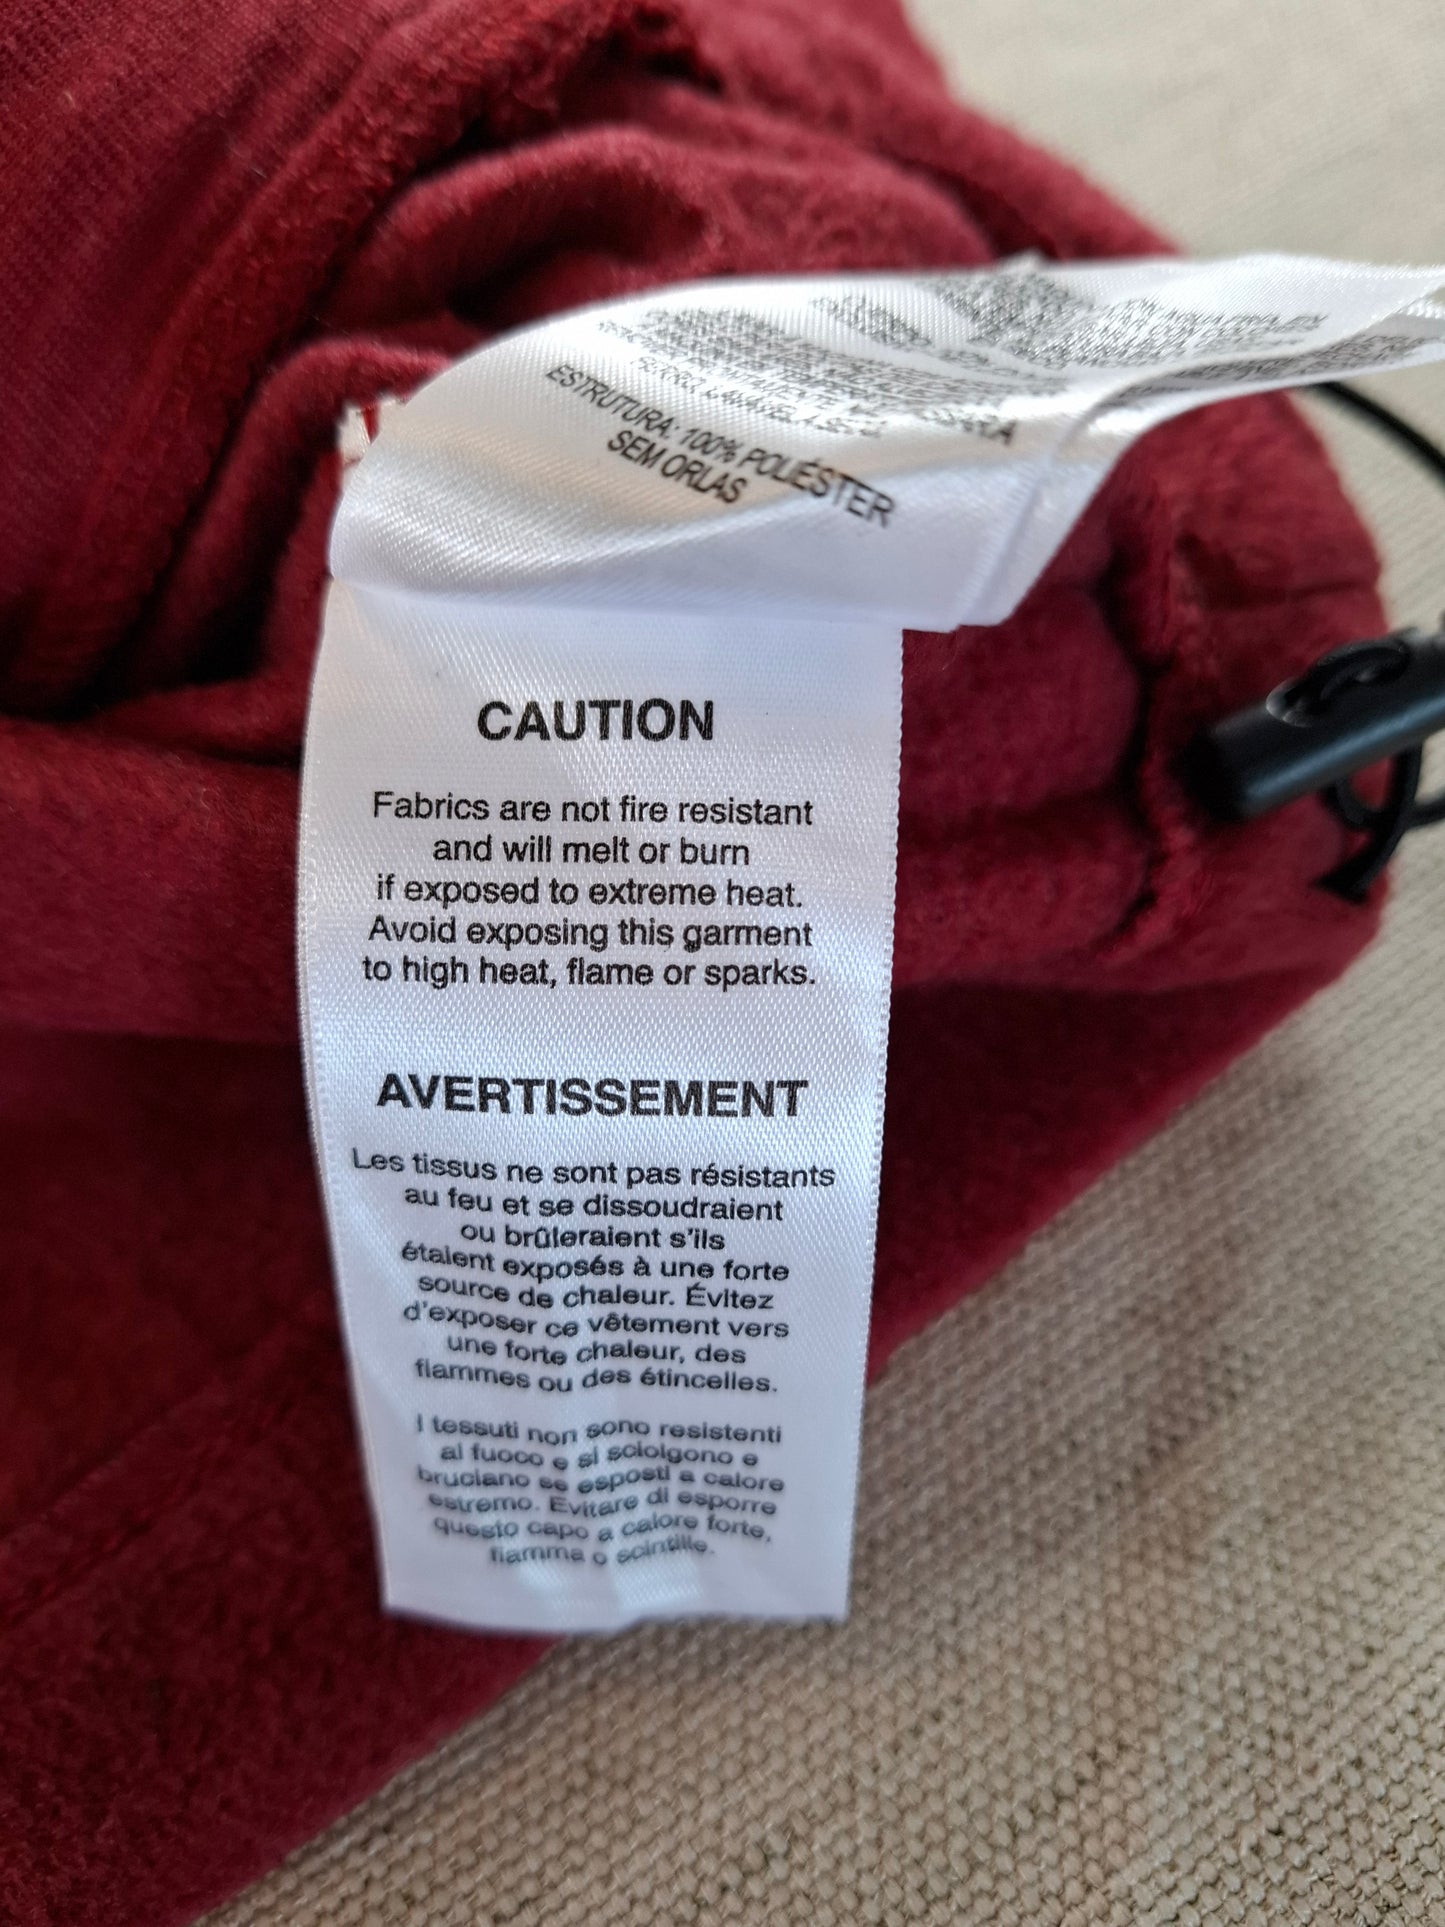 ESTRUTURA: 100% POLIÉSTER
SEM ORLAS
CAUTION
Fabrics are not fire resistant
and will melt or burn
if exposed to extreme heat.
Avoid exposing this garment
to high heat, flame or sparks.
AVERTISSEMENT
Les tissus ne sont pas résistants
au feu et se dissoudraient
ou brûleraient s'ils
étaient exposés à une forte
source de chaleur. Évitez
d'exposer ce vêtement vers
une forte chaleur, des
flammes ou des étincelles.
I tessuti non sono resistenti
al fuoco e si sciolgono e
bruciano se esposti a calore
estremo. Evitare di esporre
questo capo a calore forte,
fiamma o scintille.